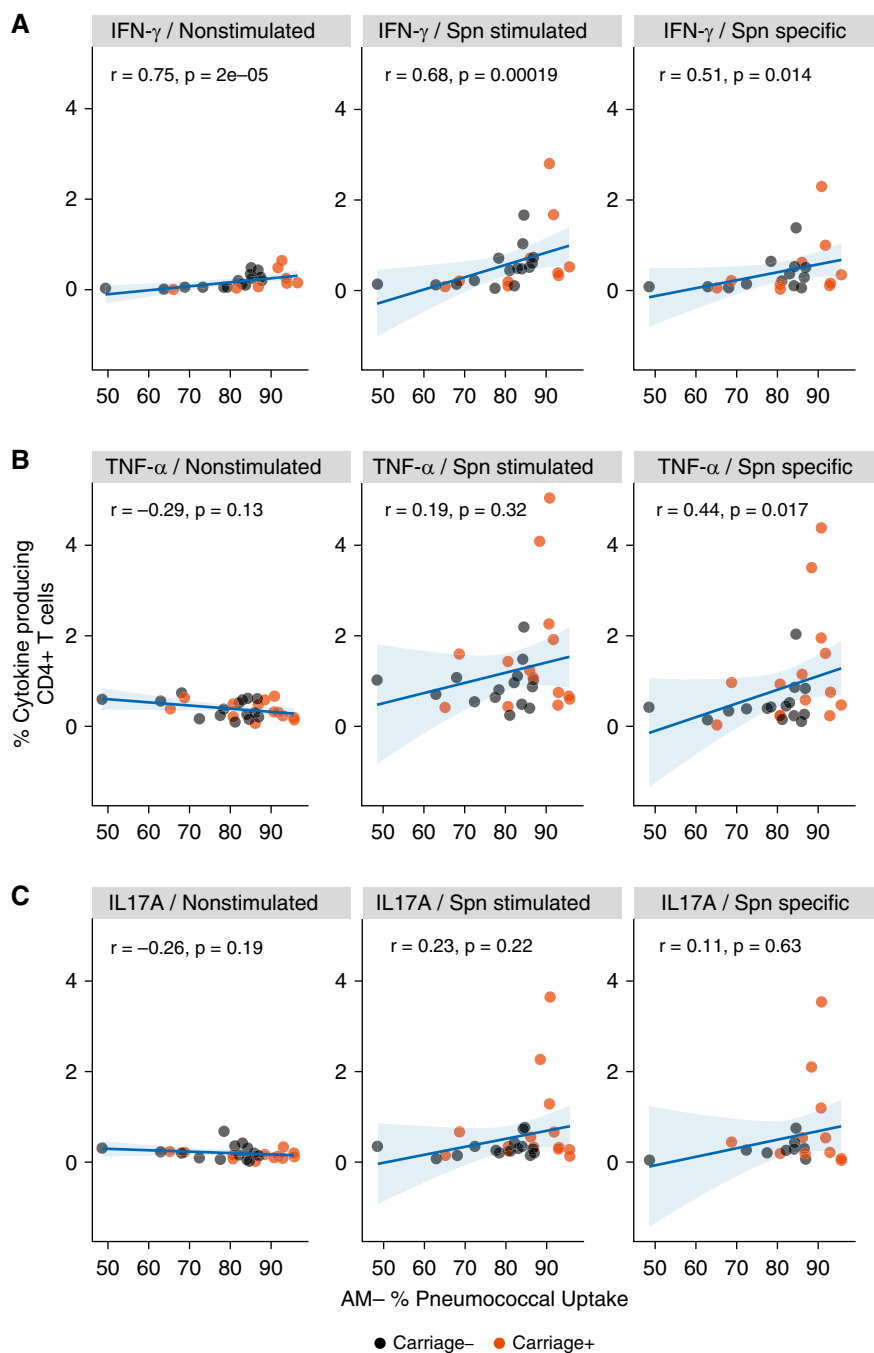 A
IFN-γ / Nonstimulated IFN-γ / Spn stimulated IFN-γ / Spn specific
r = 0.75, p = 2e–05 r = 0.68, p = 0.00019 r = 0.51, p = 0.014
4 4 4
2 2 2
0 0 0
50 60 70 80 90 50 60 70 80 90 50 60 70 80 90
B
TNF-α / Nonstimulated TNF-α / Spn stimulated TNF-α / Spn specific
r = –0.29, p = 0.13 r = 0.19, p = 0.32 r = 0.44, p = 0.017
% Cytokine producing
CD4+ T cells
4 4 4
2 2 2
0 0 0
50 60 70 80 90 50 60 70 80 90 50 60 70 80 90
C
IL17A / Nonstimulated IL17A / Spn stimulated IL17A / Spn specific
r = –0.26, p = 0.19 r = 0.23, p = 0.22 r = 0.11, p = 0.63
4 4 4
2 2 2
0 0 0
50 60 70 80 90 50 60 70 80 90 50 60 70 80 90
AM– % Pneumococcal Uptake
Carriage– Carriage+